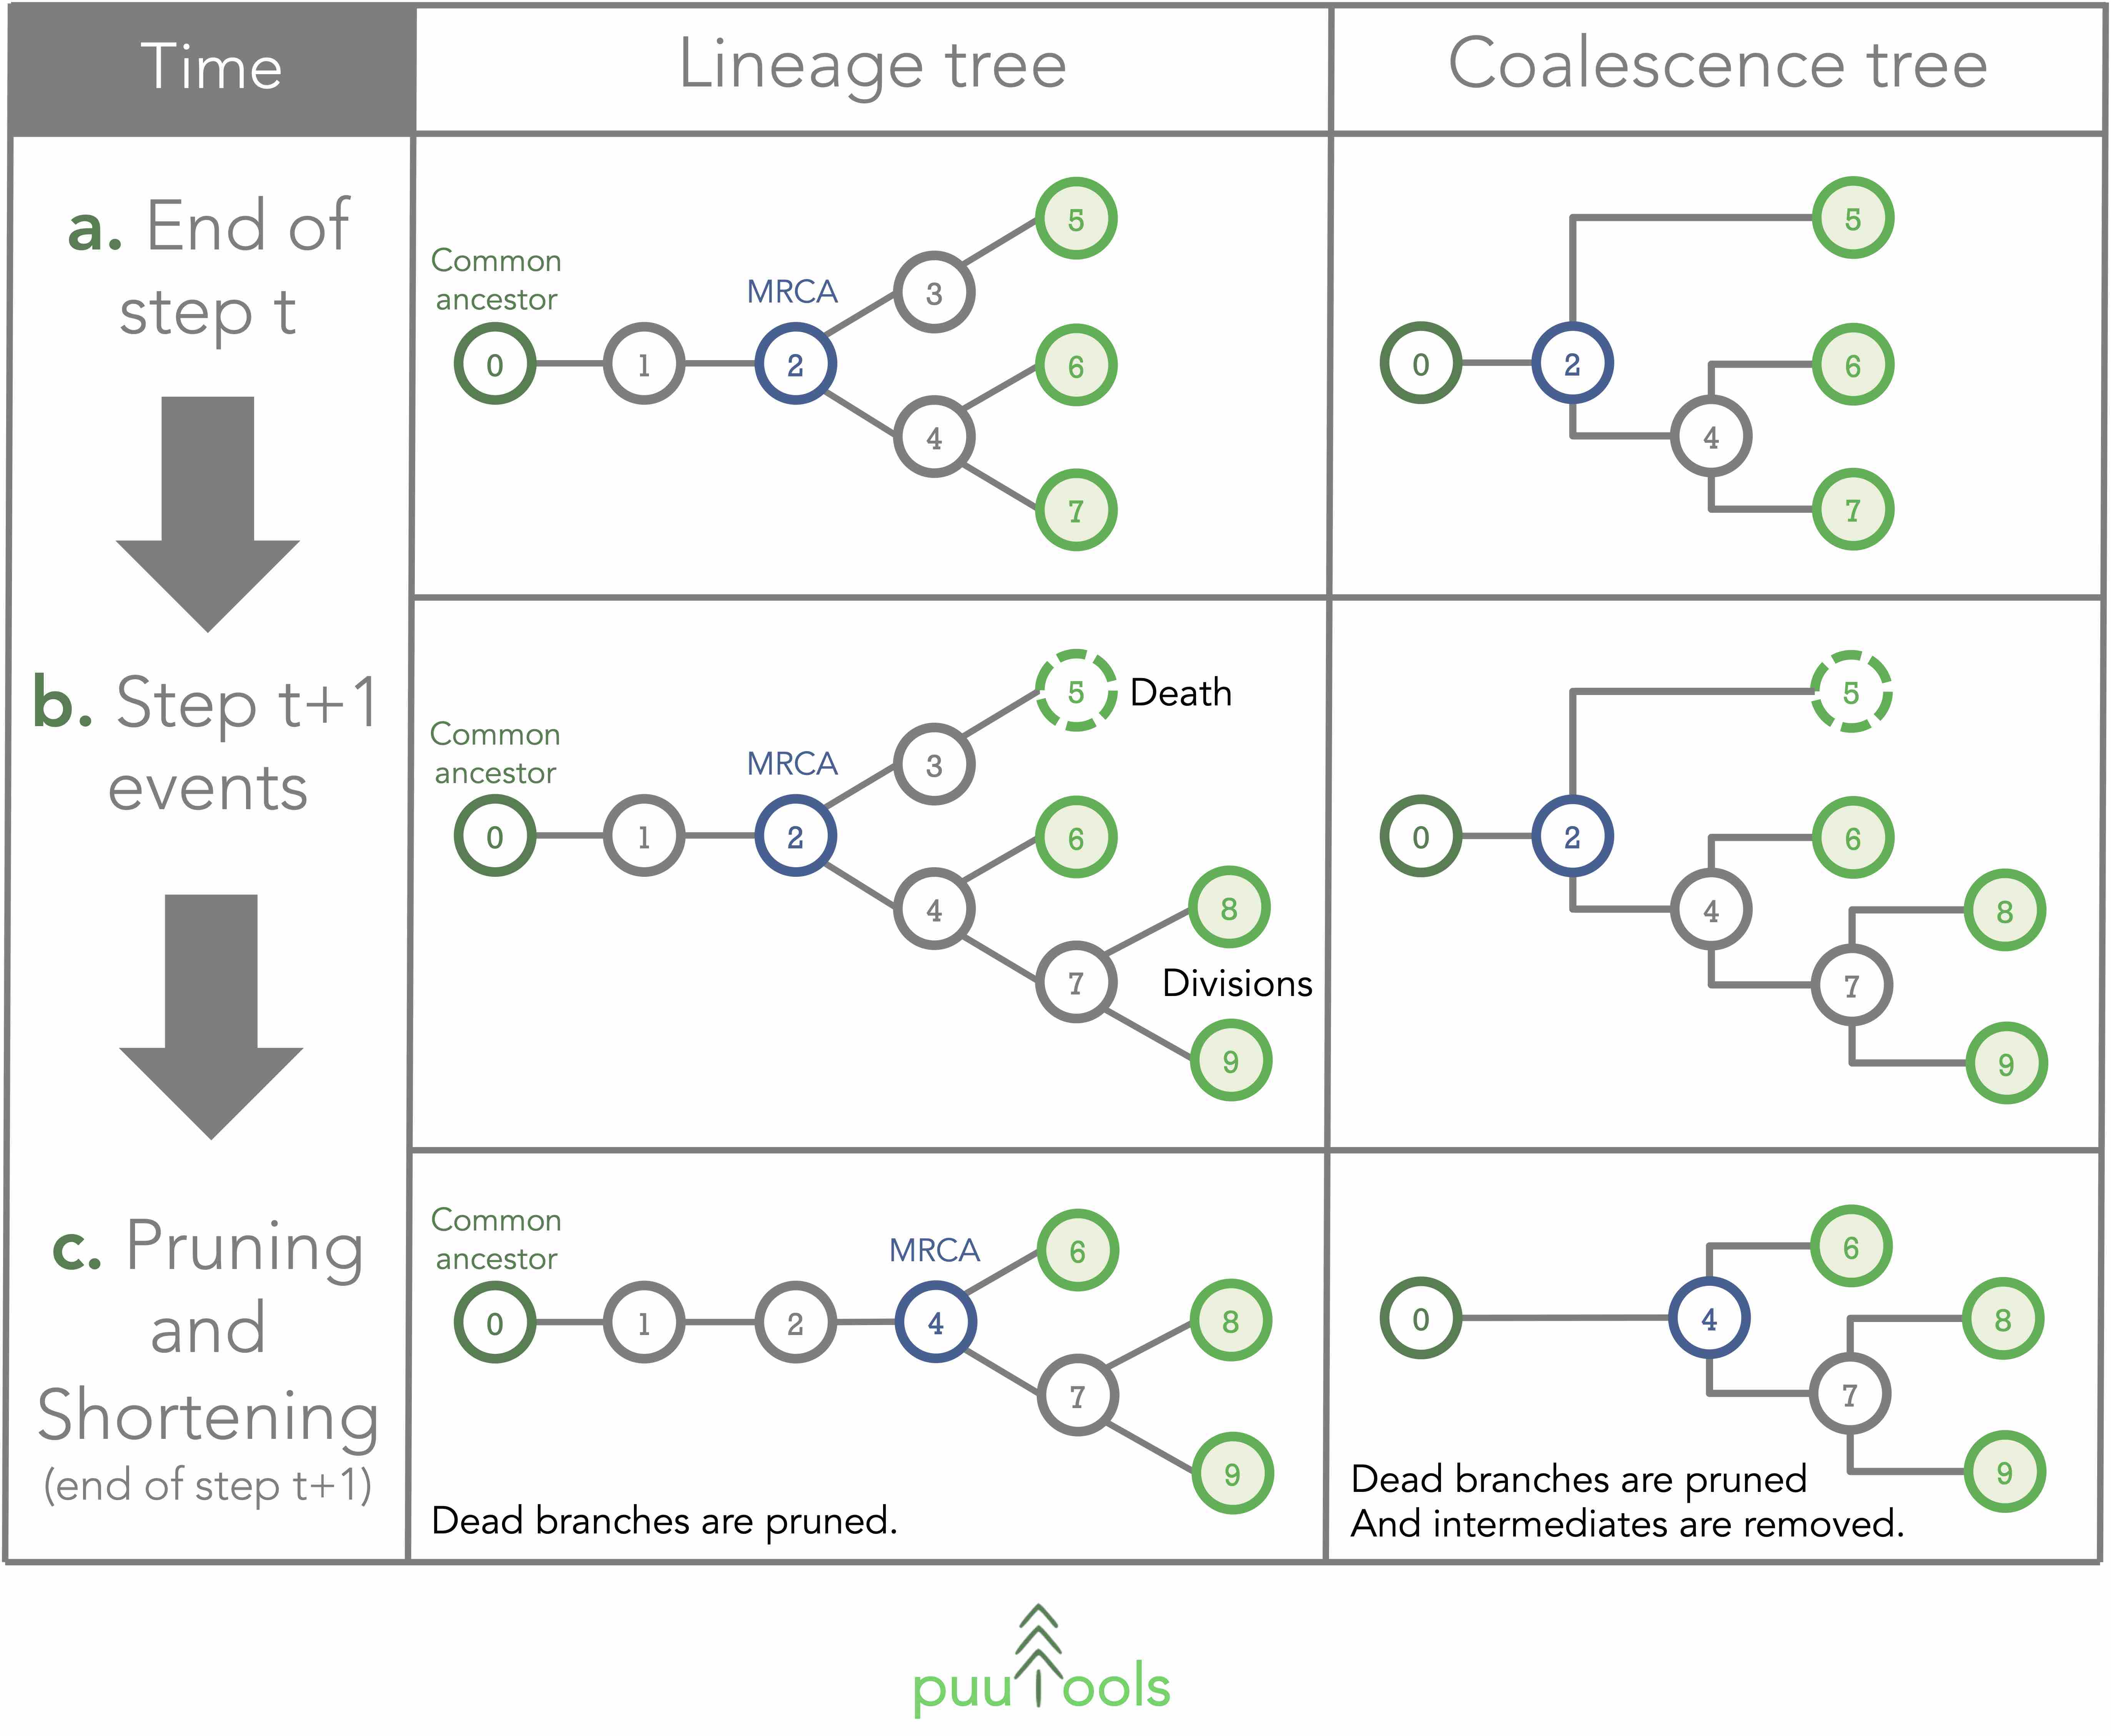 Time
Lineage tree
Coalescence tree
a. End of
step t
Common
ancestor
MRCA
0
1
2
3
4
5
6
7
0
2
4
5
6
7
b. Step t+1
events
Common
ancestor
MRCA
0
1
2
3
4
5
Death
6
7
8
Divisions
9
0
2
4
5
6
7
8
9
c. Pruning
and
Shortening
(end of step t+1)
Common
ancestor
MRCA
0
1
2
4
6
7
8
9
Dead branches are pruned.
0
4
6
7
8
9
Dead branches are pruned
And intermediates are removed.
puutools